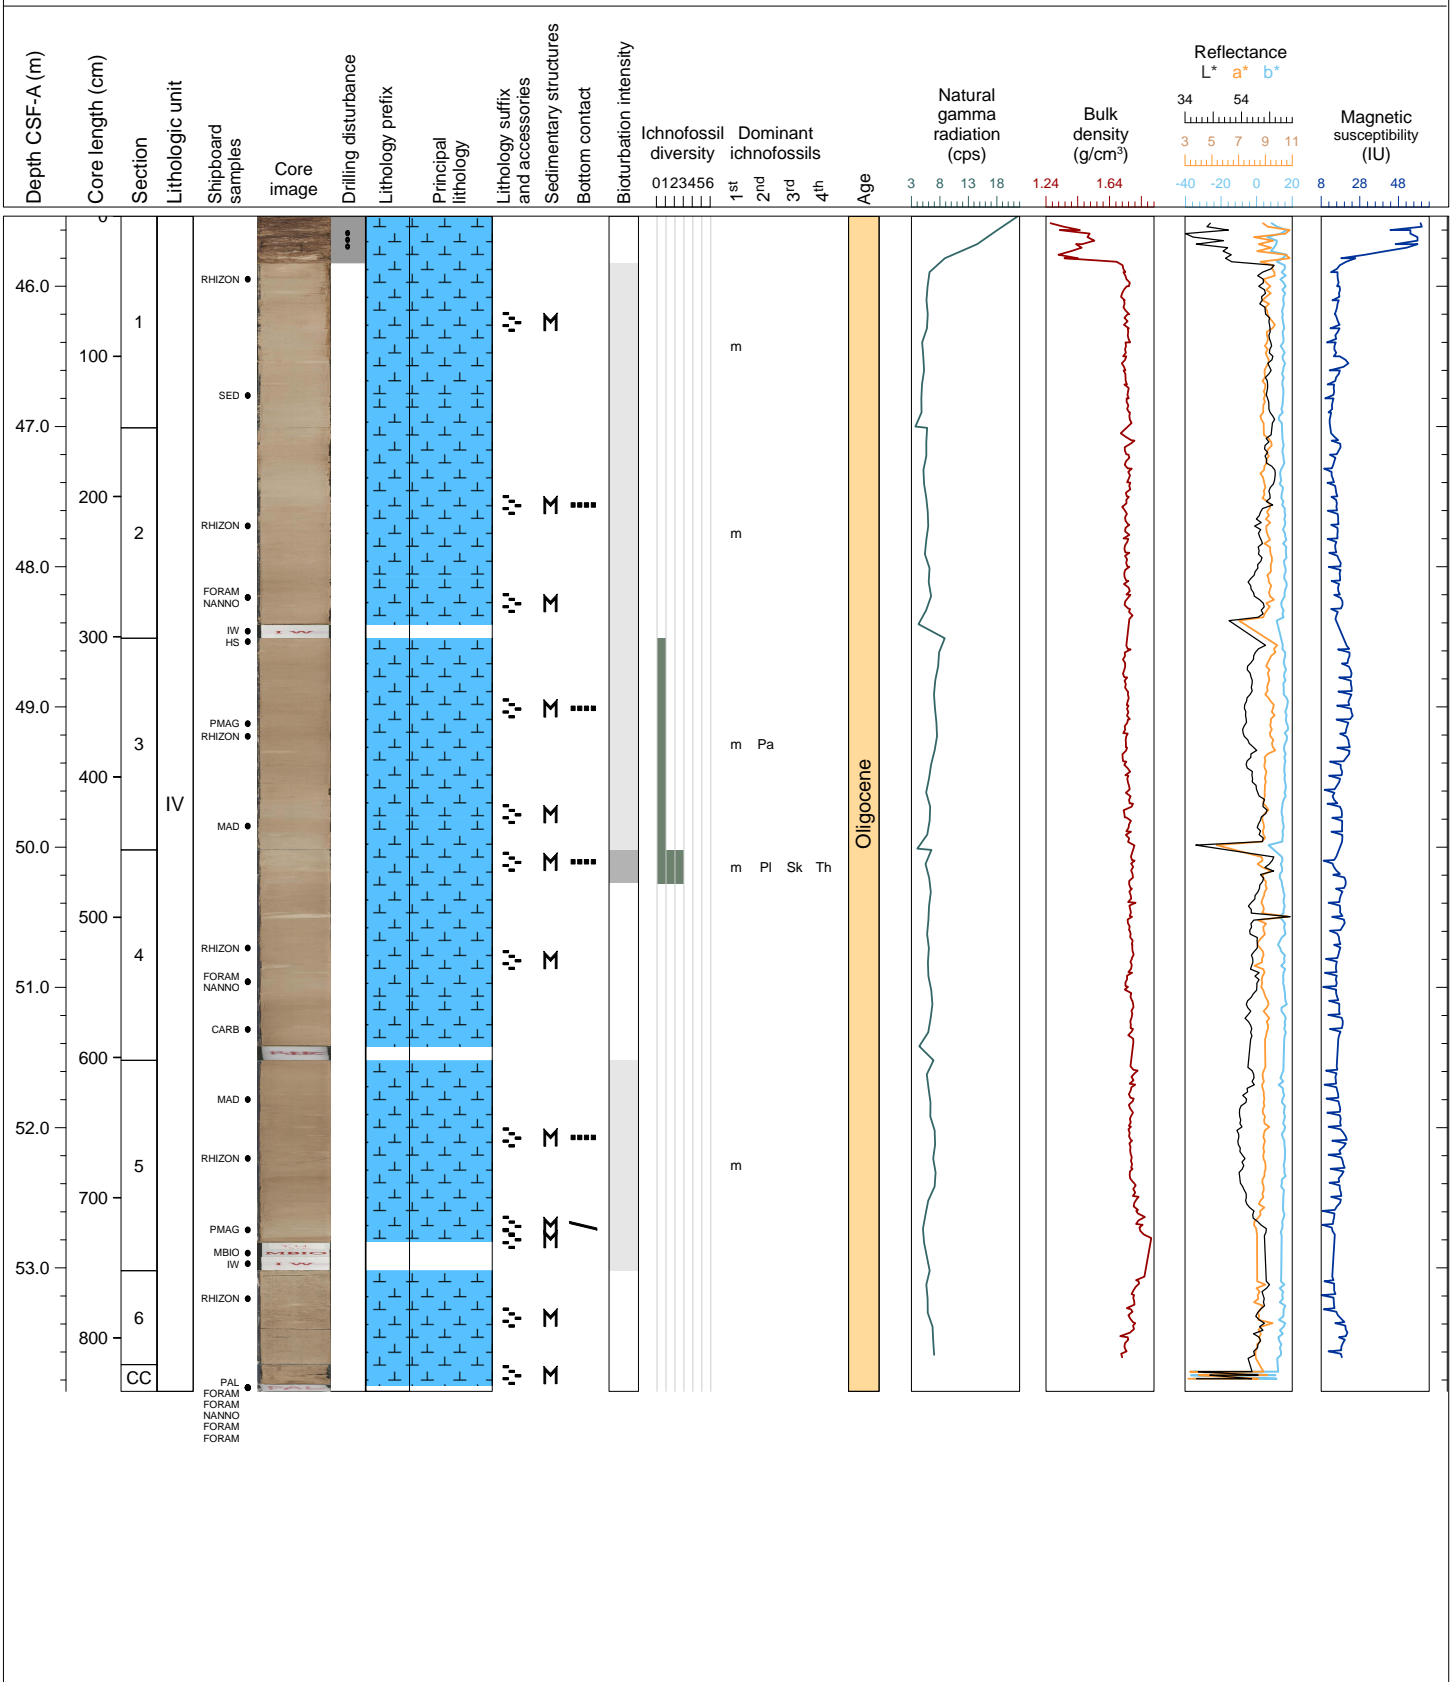 Depth CSF-A (m)
Core length (cm)
Section
Lithologic unit
Shipboard
samples
Core
image
Drilling disturbance
Lithology prefix
Principal
lithology
Lithology suffix
and accessories
Sedimentary structures
Bottom contact
Bioturbation intensity
Ichnofossil
diversity
0123456
Dominant
ichnofossils
1st
2nd
3rd
4th
Age
Natural
gamma
radiation
(cps)
3 8 13 18
Bulk
density
(g/cm³)
1.24 1.64
Reflectance
L* a* b*
34 54
3 5 7 9 11
-40 -20 0 20
Magnetic
susceptibility
(IU)
8 28 48
0
RHIZON
46.0
1
M
m
100
SED
47.0
200
M
RHIZON
2
m
48.0
FORAM
NANNO
M
IW
I W
300
HS
49.0
M
PMAG
RHIZON
3
m Pa
400
IV
M
MAD
Oligocene
50.0
M
m Pl Sk Th
500
RHIZON
4
M
FORAM
NANNO
51.0
CARB
600
MAD
52.0
M
RHIZON
5
m
700
PMAG
M
M
MBIO
MBIO
IW
I W
53.0
RHIZON
6
M
800
CC
M
PAL
FORAM
FORAM
NANNO
FORAM
FORAM